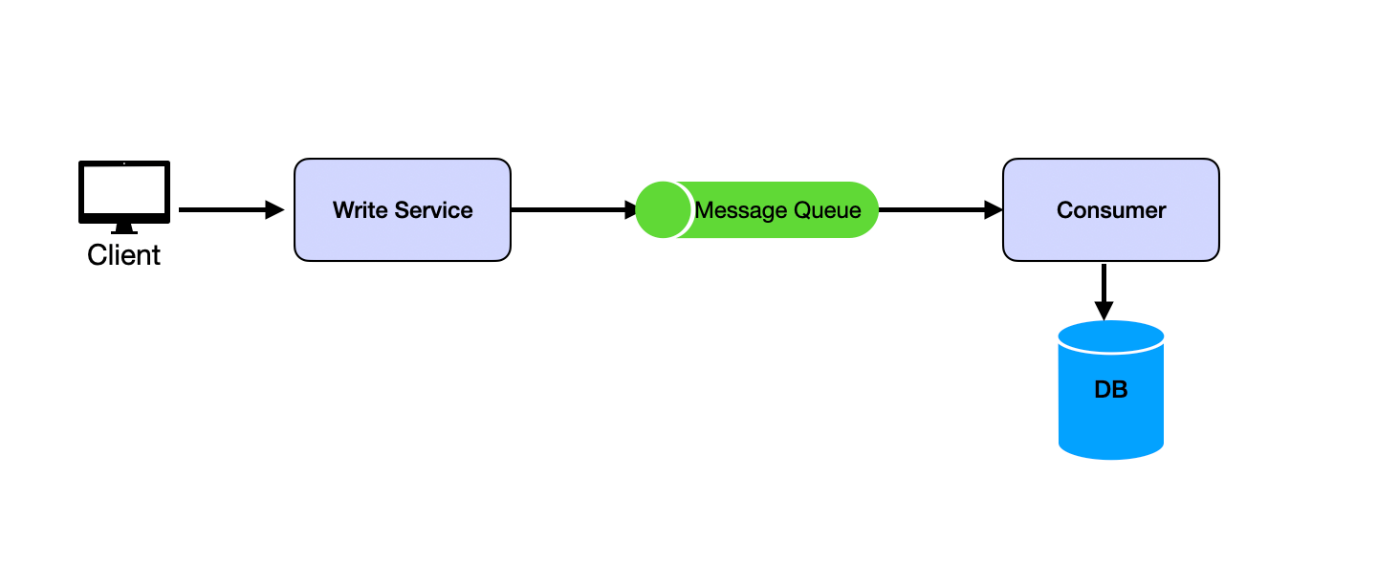 Client
Write Service
Message Queue
Consumer
DB